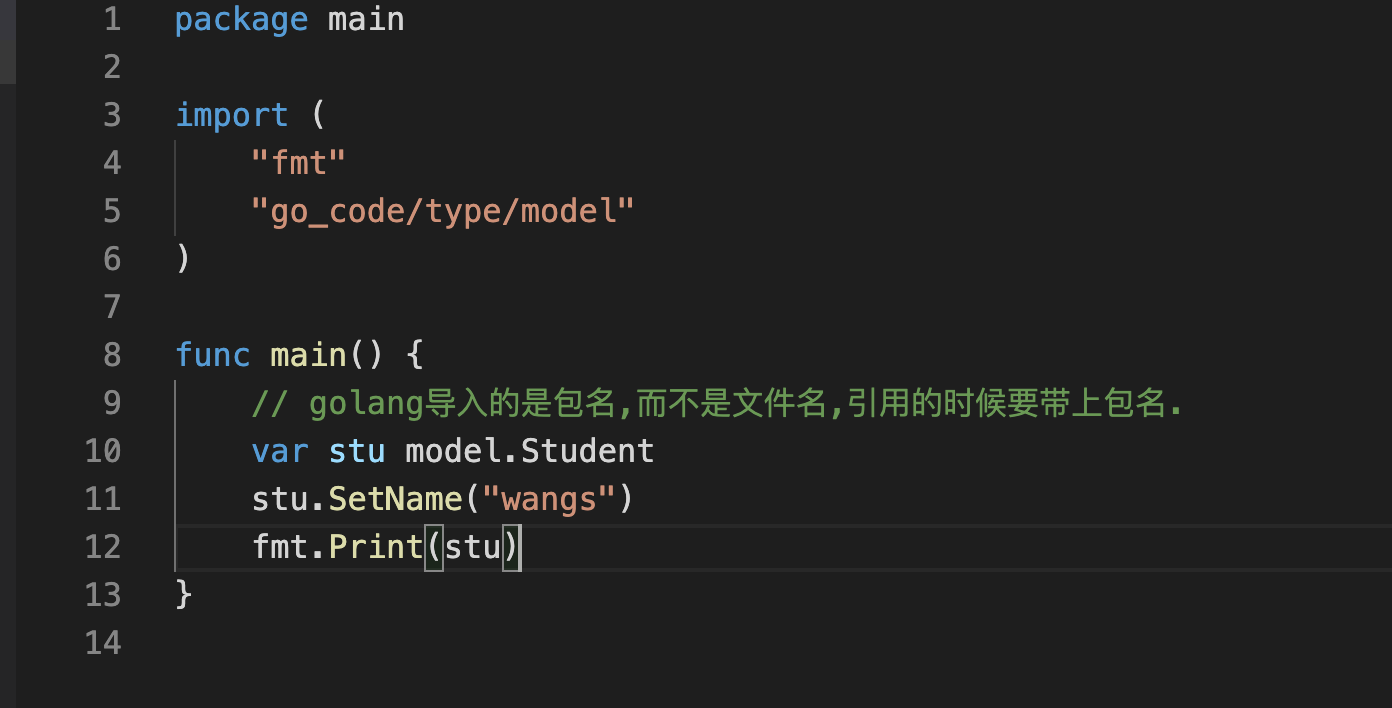 1 package main
2
3 import (
4     "fmt"
5     "go_code/type/model"
6 )
7
8 func main() {
9     // golang导入的是包名,而不是文件名,引用的时候要带上包名.
10     var stu model.Student
11     stu.SetName("wangs")
12     fmt.Print(stu)
13 }
14